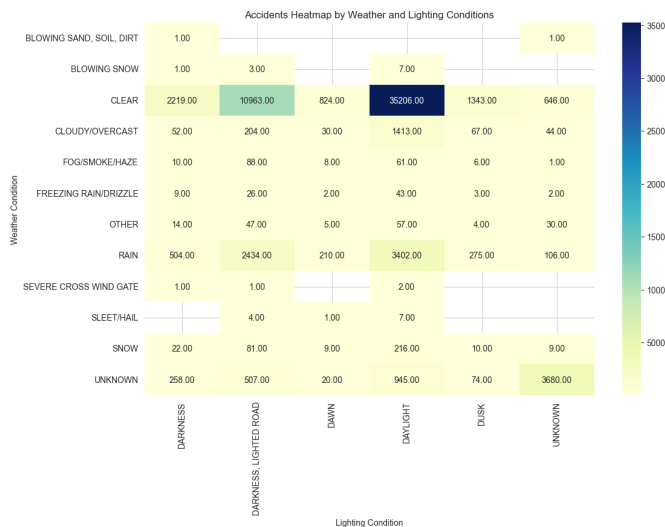 Accidents Heatmap by Weather and Lighting Conditions
BLOWING SAND, SOIL, DIRT 1.00 1.00
BLOWING SNOW 1.00 3.00 7.00
CLEAR 2219.00 10963.00 824.00 35206.00 1343.00 646.00
CLOUDY/OVERCAST 52.00 204.00 30.00 1413.00 67.00 44.00
FOG/SMOKE/HAZE 10.00 88.00 8.00 61.00 6.00 1.00
FREEZING RAIN/DRIZZLE 9.00 26.00 2.00 43.00 3.00 2.00
OTHER 14.00 47.00 5.00 57.00 4.00 30.00
RAIN 504.00 2434.00 210.00 3402.00 275.00 106.00
SEVERE CROSS WIND GATE 1.00 1.00 2.00
SLEET/HAIL 4.00 1.00 7.00
SNOW 22.00 81.00 9.00 216.00 10.00 9.00
UNKNOWN 258.00 507.00 20.00 945.00 74.00 3680.00
Weather Condition
DARKNESS
DARKNESS, LIGHTED ROAD
DAWN
DAYLIGHT
DUSK
UNKNOWN
Lighting Condition
5000